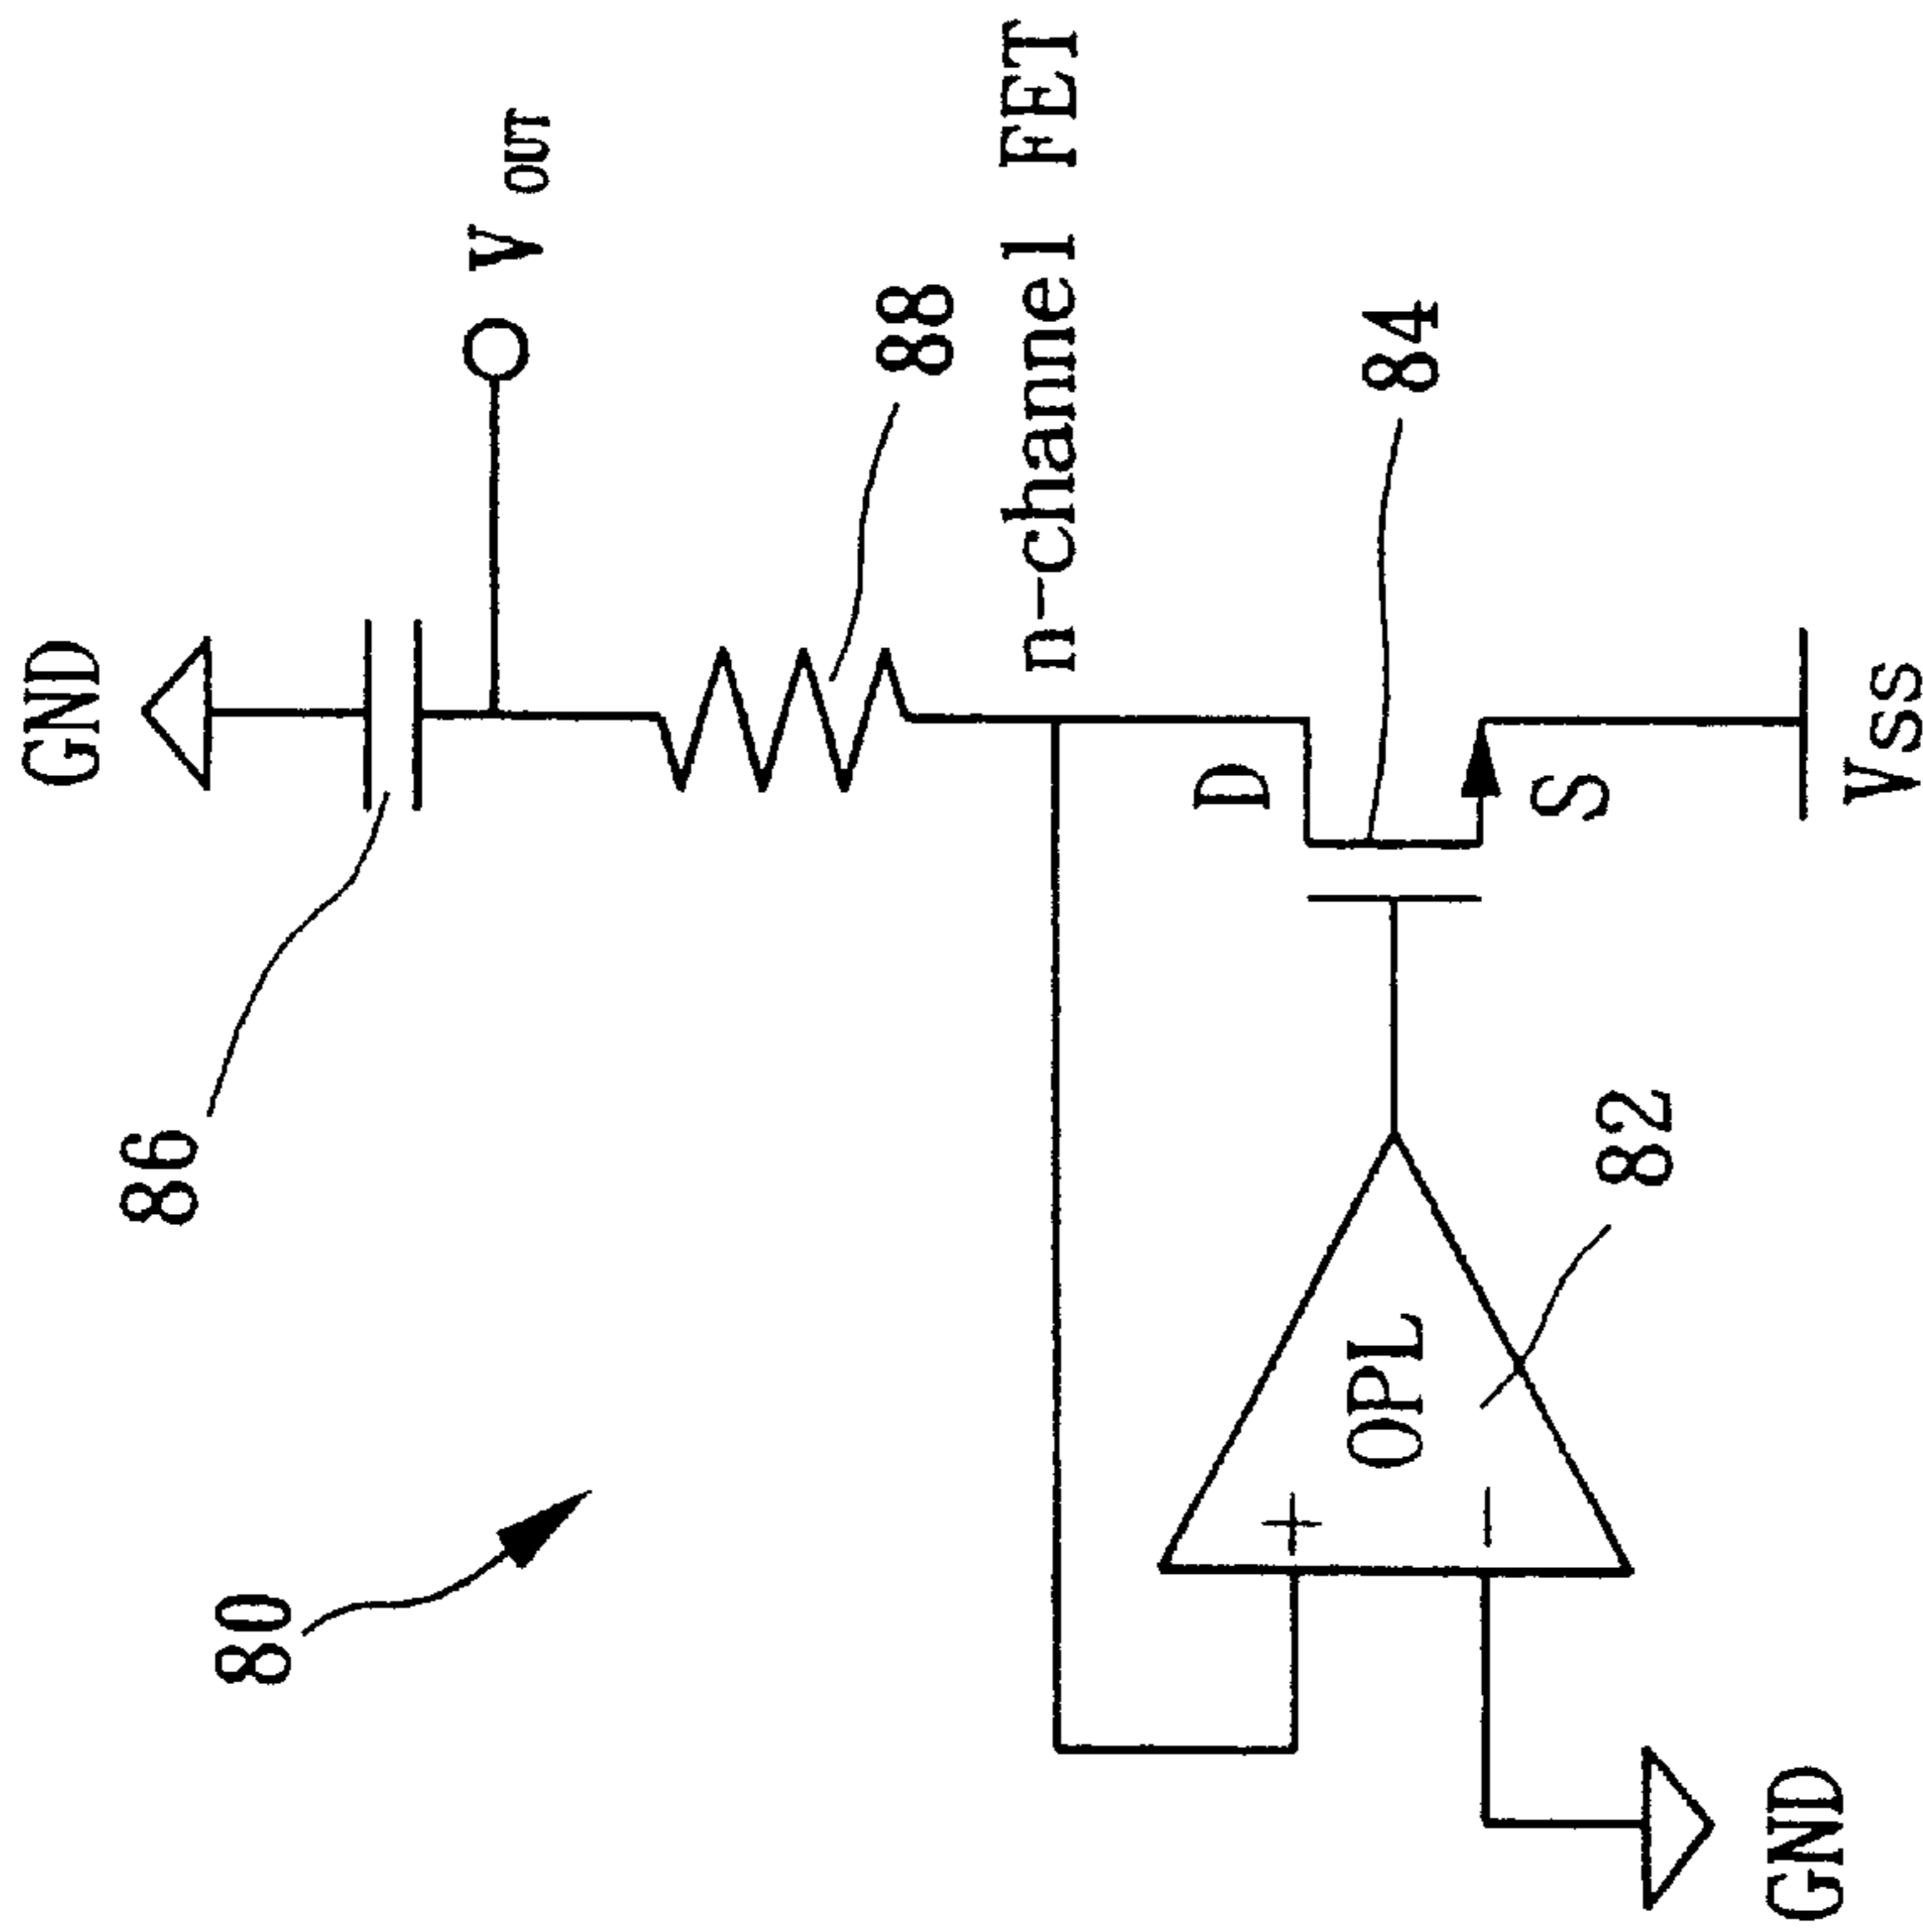 GND
86
V OUT
80
88
n-channel FET
D
84
OPL
+
−
82
S
Vss
GND